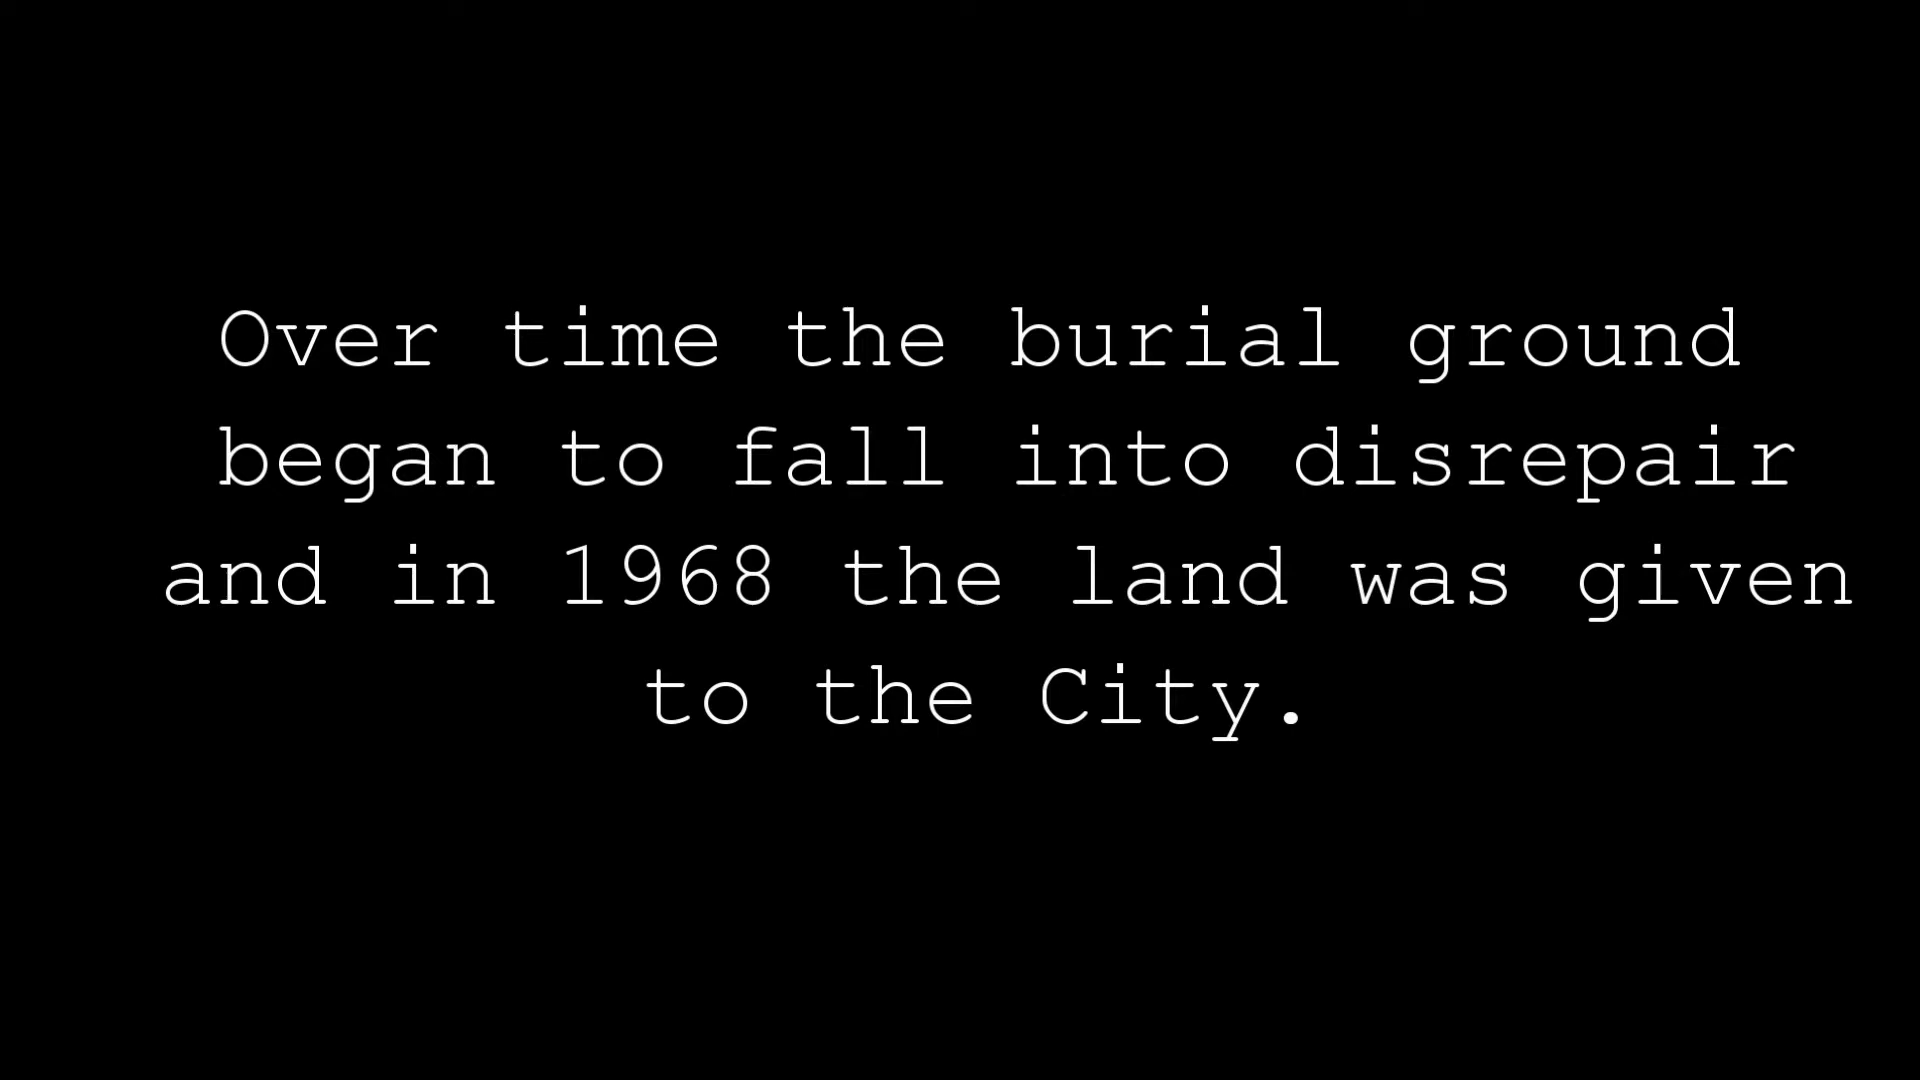 Over time the burial ground
began to fall into disrepair
and in 1968 the land was given
to the City.